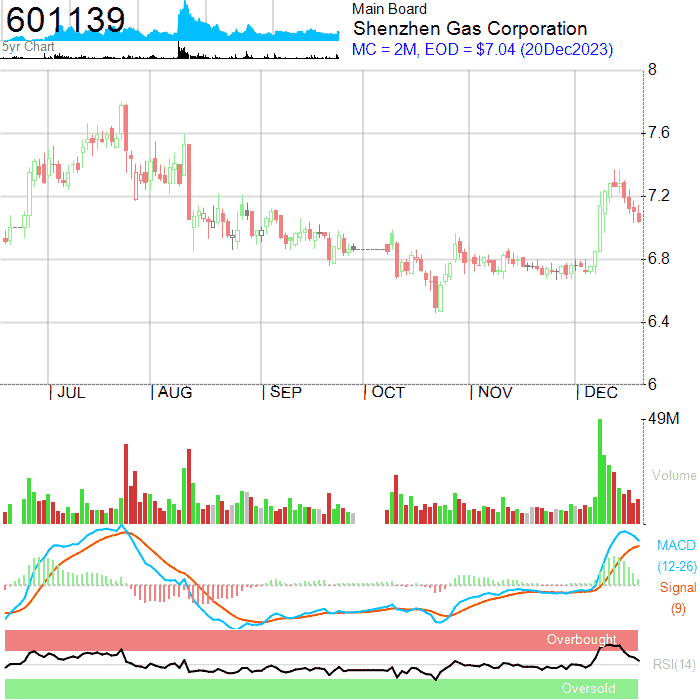 601139
5yr Chart
Main Board
Shenzhen Gas Corporation
MC = 2M, EOD = $7.04 (20Dec2023)
8
7.6
7.2
6.8
6.4
6
JUL
AUG
SEP
OCT
NOV
DEC
49M
Volume
MACD
(12-26)
Signal
(9)
Overbought
RSI(14)
Oversold